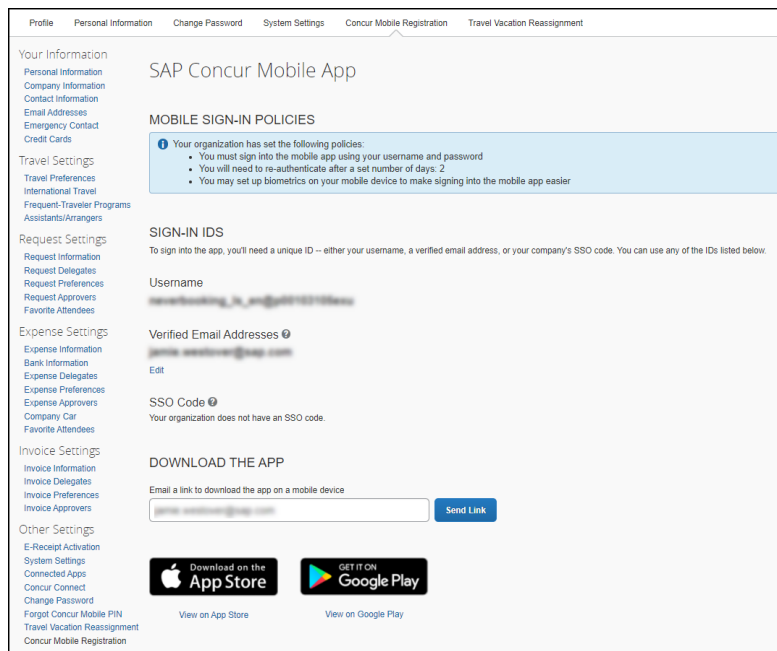 Profile Personal Information Change Password System Settings Concur Mobile Registration Travel Vacation Reassignment
Your Information
Personal Information
Company Information
Contact Information
Email Addresses
Emergency Contact
Credit Cards
Travel Settings
Travel Preferences
International Travel
Frequent-Traveler Programs
Assistants/Arrangers
Request Settings
Request Information
Request Delegates
Request Preferences
Request Approvers
Favorite Attendees
Expense Settings
Expense Information
Bank Information
Expense Delegates
Expense Preferences
Expense Approvers
Company Car
Favorite Attendees
Invoice Settings
Invoice Information
Invoice Delegates
Invoice Preferences
Invoice Approvers
Other Settings
E-Receipt Activation
System Settings
Connected Apps
Concur Connect
Change Password
Forgot Concur Mobile PIN
Travel Vacation Reassignment
Concur Mobile Registration
SAP Concur Mobile App
MOBILE SIGN-IN POLICIES
Your organization has set the following policies:
• You must sign into the mobile app using your username and password
• You will need to re-authenticate after a set number of days: 2
• You may set up biometrics on your mobile device to make signing into the mobile app easier
SIGN-IN IDS
To sign into the app, you'll need a unique ID -- either your username, a verified email address, or your company's SSO code. You can use any of the IDs listed below.
Username
Verified Email Addresses
Edit
SSO Code
Your organization does not have an SSO code.
DOWNLOAD THE APP
Email a link to download the app on a mobile device
Send Link
Download on the
App Store
GET IT ON
Google Play
View on App Store
View on Google Play